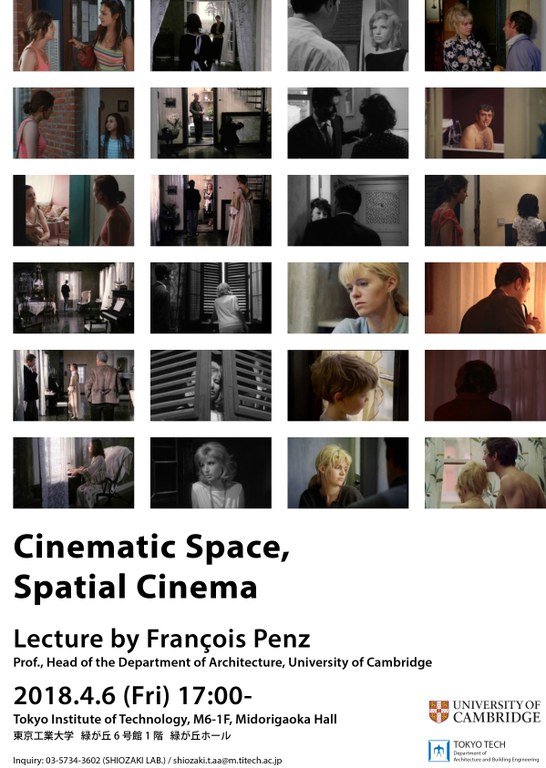 Cinematic Space,
Spatial Cinema
Lecture by François Penz
Prof., Head of the Department of Architecture, University of Cambridge
2018.4.6 (Fri) 17:00-
Tokyo Institute of Technology, M6-1F, Midorigaoka Hall
東京工業大学 緑が丘6号館1階 緑が丘ホール
Inquiry: 03-5734-3602 (SHIOZAKI LAB.) / shiozaki.t.aa@m.titech.ac.jp
UNIVERSITY OF
CAMBRIDGE
TOKYO TECH
Department of
Architecture and Building Engineering